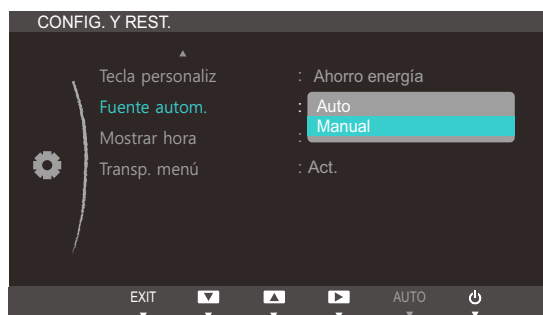 CONFIG. Y REST.
Tecla personaliz : Ahorro energía
Fuente autom. : Auto
Manual
Mostrar hora :
Transp. menú : Act.
EXIT AUTO